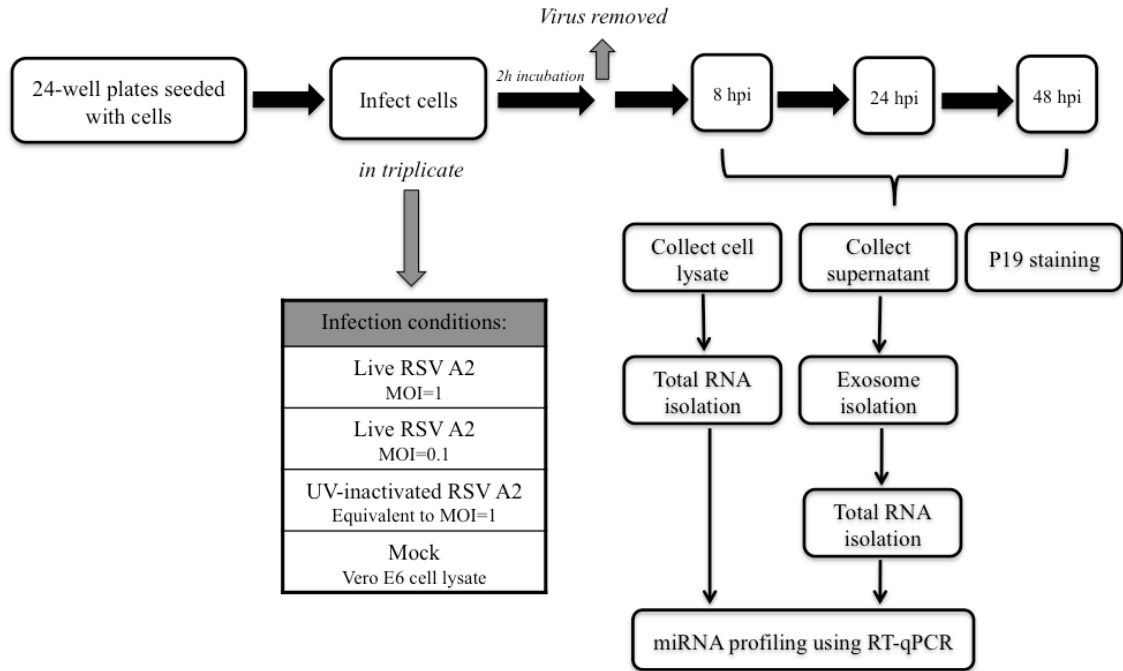 Virus removed
24-well plates seeded
with cells
Infect cells
2h incubation
8 hpi
24 hpi
48 hpi
in triplicate
Infection conditions:
Live RSV A2
MOI=1
Live RSV A2
MOI=0.1
UV-inactivated RSV A2
Equivalent to MOI=1
Mock
Vero E6 cell lysate
Collect cell
lysate
Collect
supernatant
P19 staining
Total RNA
isolation
Exosome
isolation
Total RNA
isolation
miRNA profiling using RT-qPCR